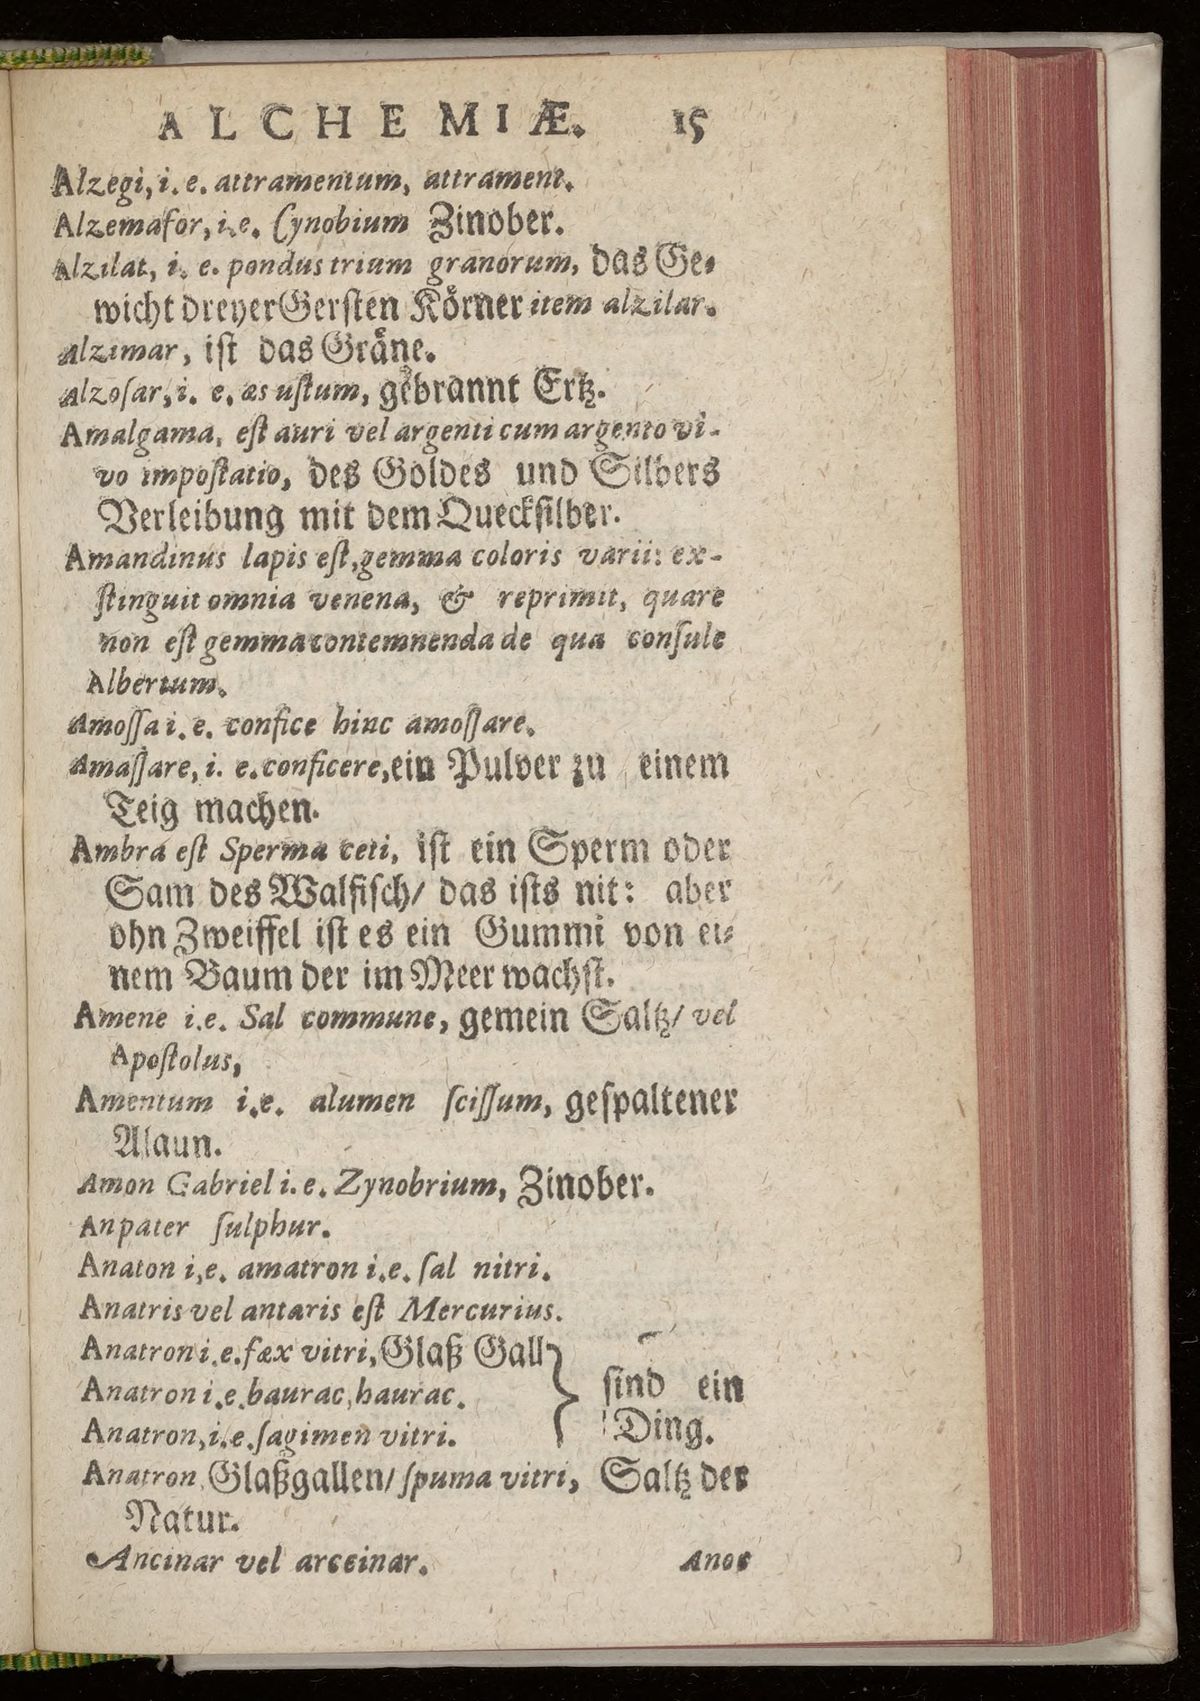 ALCHEMIÆ. 15
Alzegi, i. e. attramentum, attrament.
Alzemafor, i. e. Cynobium Zinober.
Alzilat, i. e. pondus trium granorum, das Ge-
wicht dreyer Gersten Körner item alzilar.
Alzimar, ist das Gräne.
Alzoſar, i. e. æs uſtum, gebrannt Ertz.
Amalgama, eſt auri vel argenti cum argento vi-
vo impoſtatio, des Goldes und Silbers
Verleibung mit dem Queckſilber.
Amandinus lapis eſt, gemma coloris varii: ex-
ſtinguit omnia venena, & reprimit, quare
non eſt gemma contemnenda de qua conſule
Albertum.
Amoſſa i. e. confice hinc amoſſare.
Amaſſare, i. e. conficere, ein Pulver zu einem
Teig machen.
Ambra eſt Sperma ceti, iſt ein Sperm oder
Sam des Walfiſch/ das iſts nit: aber
ohn Zweiffel iſt es ein Gummi von ei-
nem Baum der im Meer wachſt.
Amene i.e. Sal commune, gemein Saltz/ vel
Apoſtolus,
Amentum i.e. alumen ſciſſum, geſpaltener
Alaun.
Amon Gabriel i. e. Zynobrium, Zinober.
Anpater ſulphur.
Anaton i,e. amatron i.e. ſal nitri.
Anatris vel antaris eſt Mercurius.
Anatron i. e. fæx vitri, Glaß Gall
Anatron i. e. baurac, haurac. } ſind ein
Anatron, i. e. ſagimen vitri. Ding.
Anatron Glaßgallen/ ſpuma vitri, Saltz der
Natur.
Ancinar vel arceinar. Anos